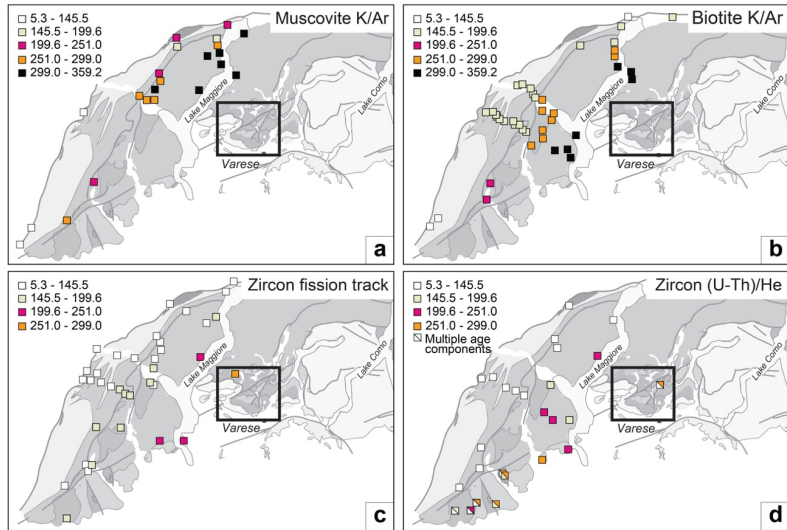 Muscovite K/Ar
5.3 - 145.5
145.5 - 199.6
199.6 - 251.0
251.0 - 299.0
299.0 - 359.2
Lake Maggiore
Lake Como
Varese
a
Biotite K/Ar
5.3 - 145.5
145.5 - 199.6
199.6 - 251.0
251.0 - 299.0
299.0 - 359.2
Lake Maggiore
Lake Como
Varese
b
Zircon fission track
5.3 - 145.5
145.5 - 199.6
199.6 - 251.0
251.0 - 299.0
Lake Maggiore
Lake Como
Varese
c
Zircon (U-Th)/He
5.3 - 145.5
145.5 - 199.6
199.6 - 251.0
251.0 - 299.0
Multiple age
components
Lake Maggiore
Lake Como
Varese
d